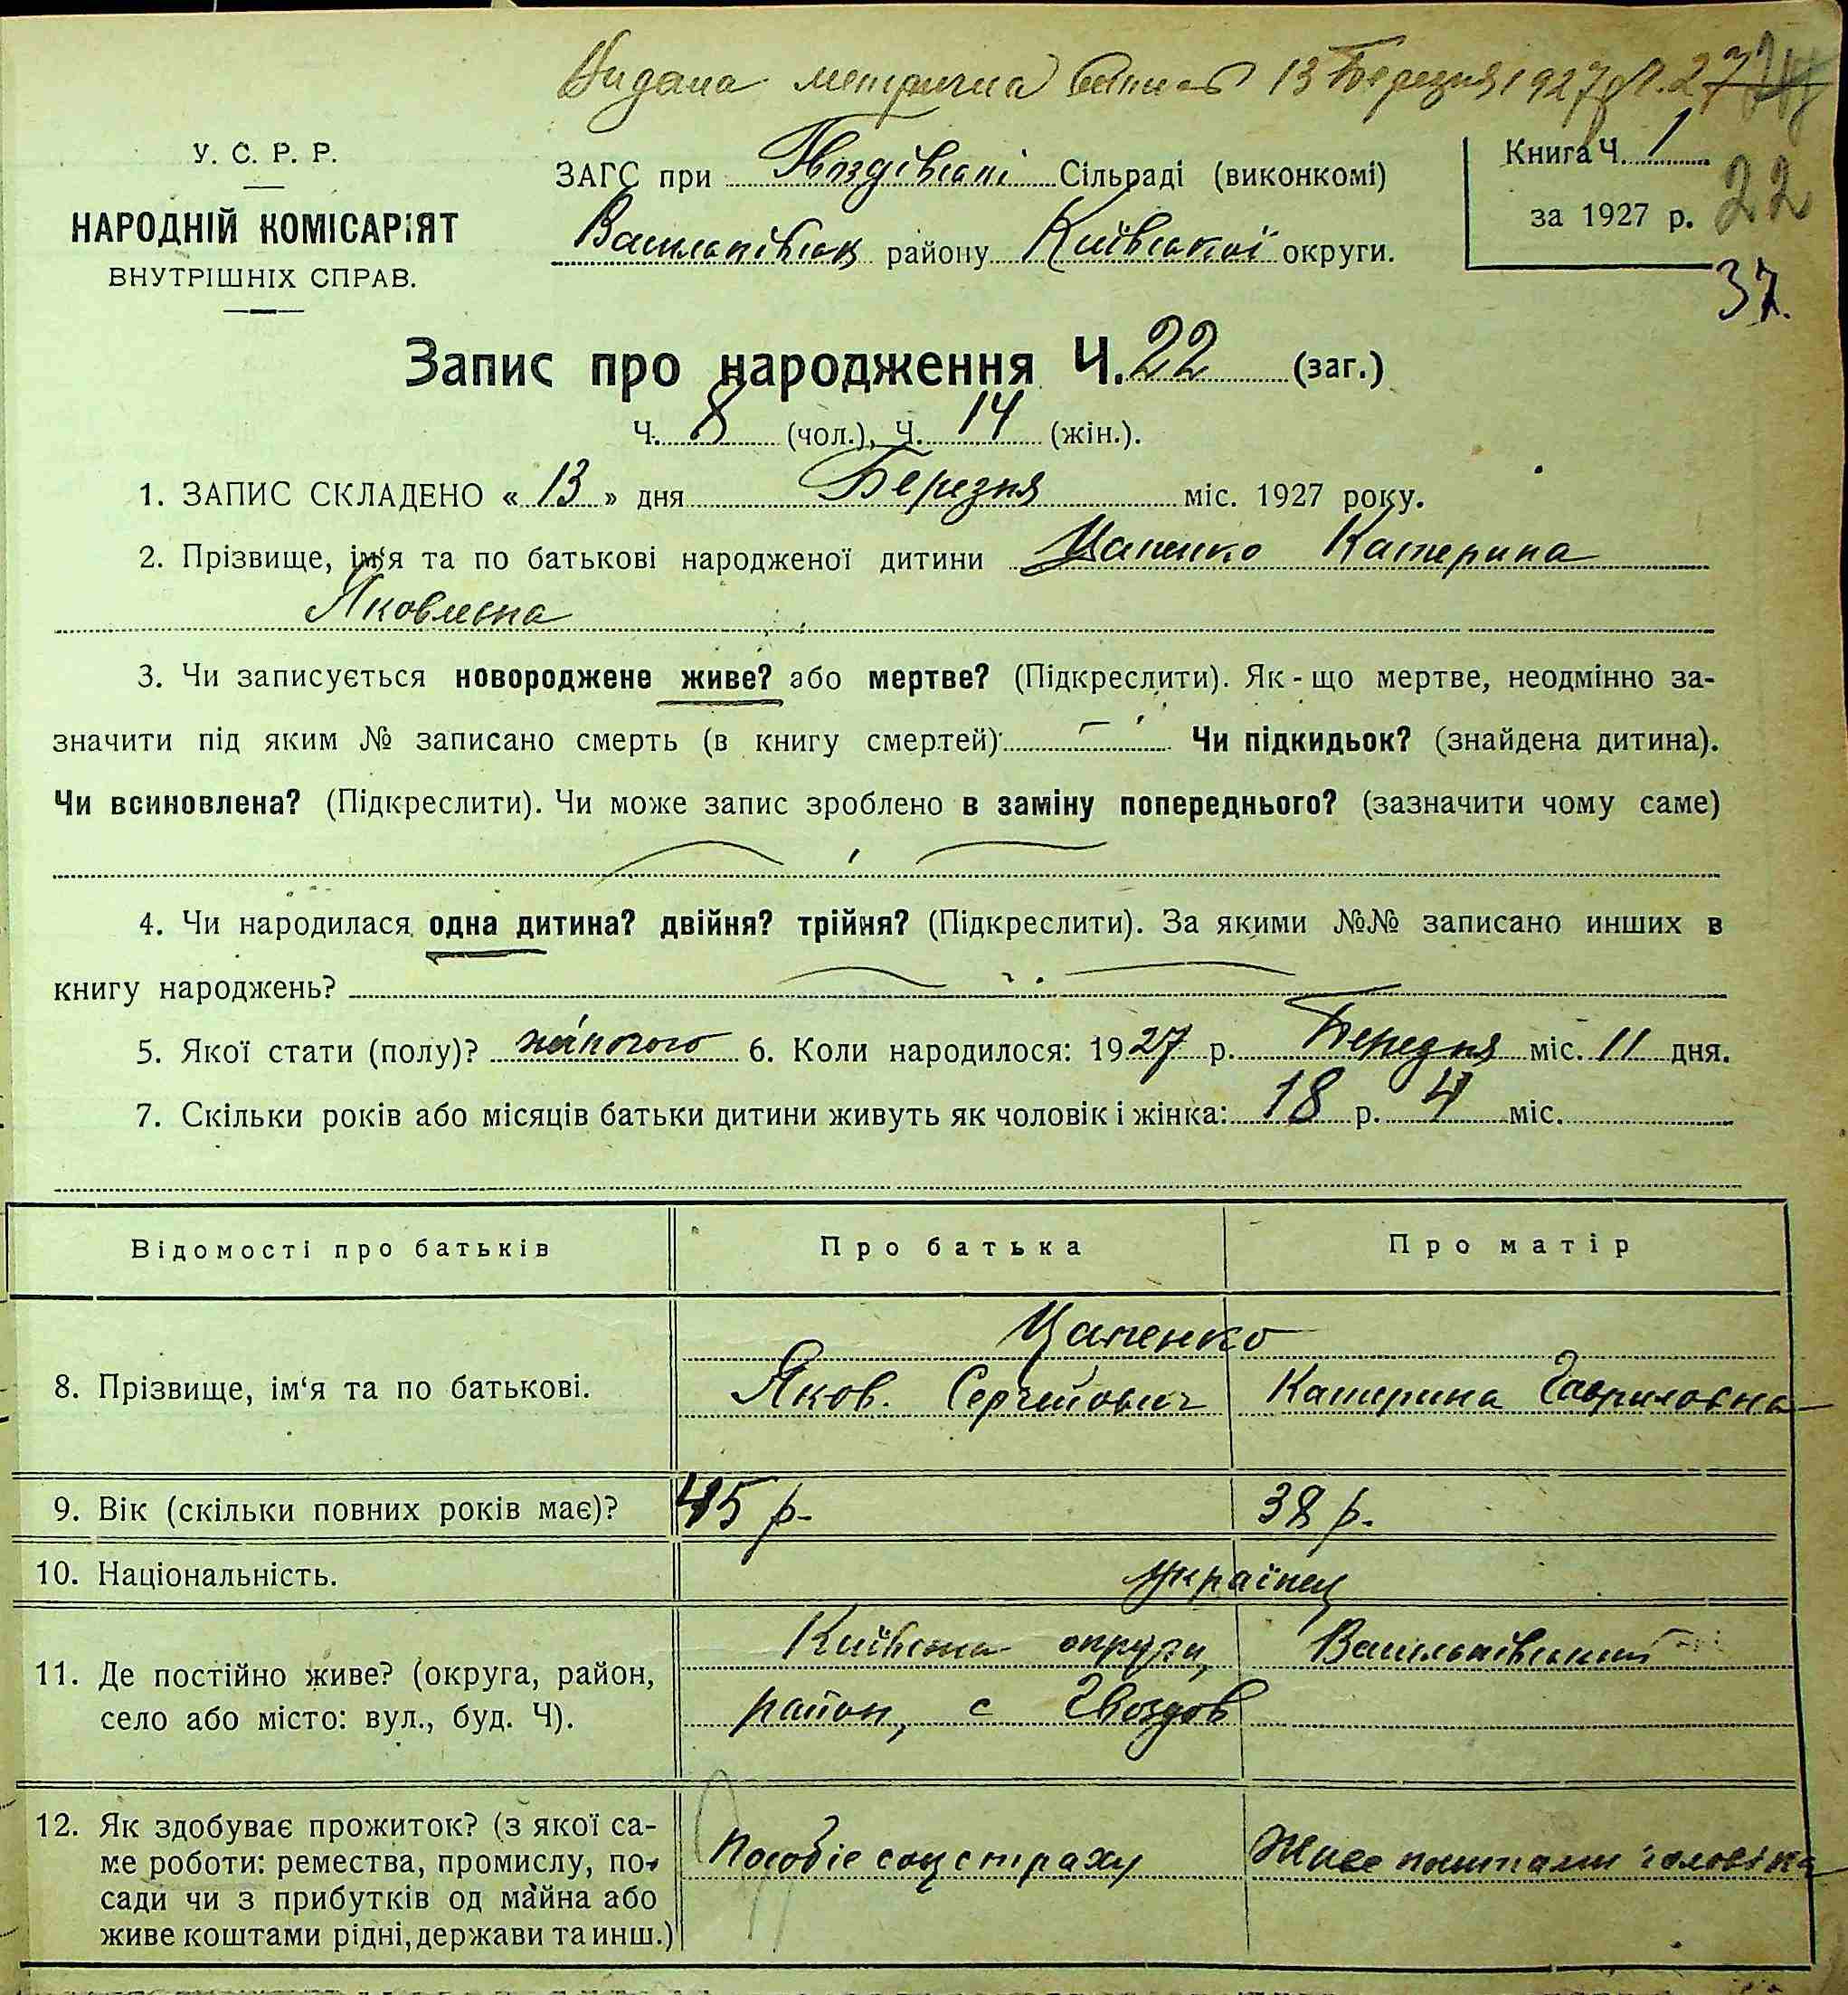 Видана метрична випись 13 Березня 1927 р. Ч. 27
У. С. Р. Р.
НАРОДНІЙ КОМІСАРІЯТ
ВНУТРІШНІХ СПРАВ.
ЗАГС при Гвоздівські Сільраді (виконкомі)
Васильківськ району Київської округи.
Книга Ч. 1
за 1927 р.
22
37.
Запис про народження Ч. 22 (заг.)
Ч. 8 (чол.), Ч. 14 (жін.).
1. ЗАПИС СКЛАДЕНО « 13 » дня Березня міс. 1927 року.
2. Прізвище, ім‘я та по батькові народженої дитини Цапенко Катерина
Яковлевна
3. Чи записується новороджене живе? або мертве? (Підкреслити). Як-що мертве, неодмінно за-
значити під яким № записано смерть (в книгу смертей) Чи підкидьок? (знайдена дитина).
Чи всиновлена? (Підкреслити). Чи може запис зроблено в заміну попереднього? (зазначити чому саме)
4. Чи народилася одна дитина? двійня? трійня? (Підкреслити). За якими №№ записано инших в
книгу народжень?
5. Якої стати (полу)? жіночого 6. Коли народилося: 1927 р. Березня міс. 11 дня.
7. Скільки років або місяців батьки дитини живуть як чоловік і жінка: 18 р. 4 міс.
Відомості про батьків Про батька Про матір
Цапенко
8. Прізвище, ім‘я та по батькові. Яков. Сергійович Катерина Гавриловна
9. Вік (скільки повних років має)? 45 р. 38 р.
10. Національність. українец
Київська округи, Васильківський
11. Де постійно живе? (округа, район,
село або місто: вул., буд. Ч). район, с Гвоздов
12. Як здобуває прожиток? (з якої са-
ме роботи: ремества, промислу, по-
сади чи з прибутків од майна або
живе коштами рідні, держави та инш.)
Пособіе соцстраху Живе коштами чоловіка